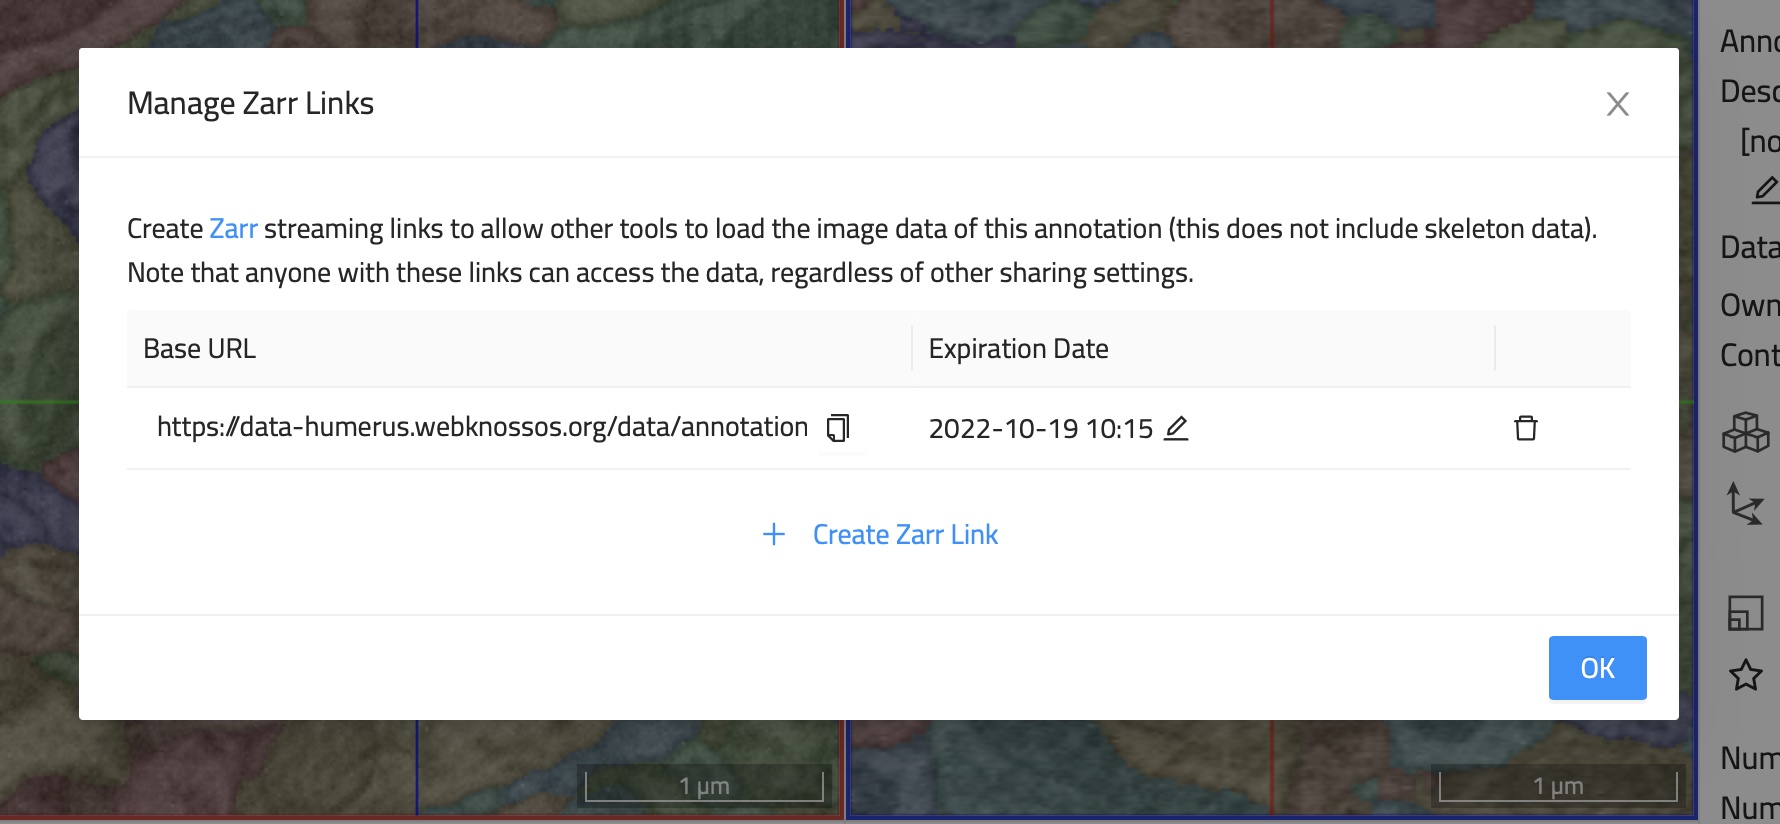 Manage Zarr Links
Create Zarr streaming links to allow other tools to load the image data of this annotation (this does not include skeleton data).
Note that anyone with these links can access the data, regardless of other sharing settings.
Base URL
Expiration Date
https://data-humerus.webknossos.org/data/annotation
2022-10-19 10:15
+ Create Zarr Link
OK
1 µm
1 µm
Anno
Desc
[no
Data
Own
Cont
Num
Num